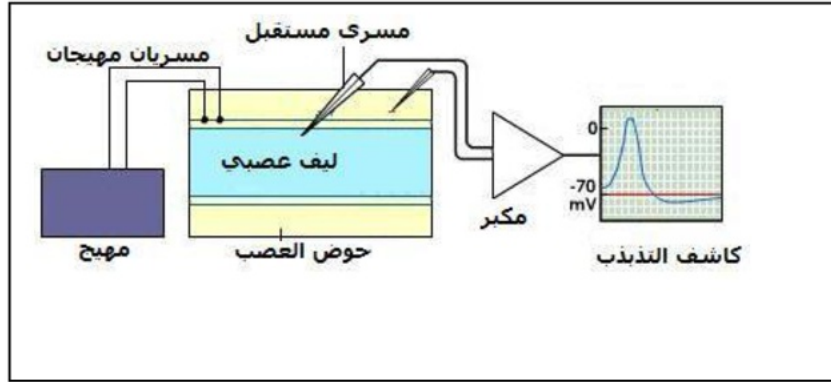 مسرى مستقبل
مسريان مهيجان
ليف عصبي
مهيج
حوض العصب
مكبر
0
-70
mV
كاشف التذبذب